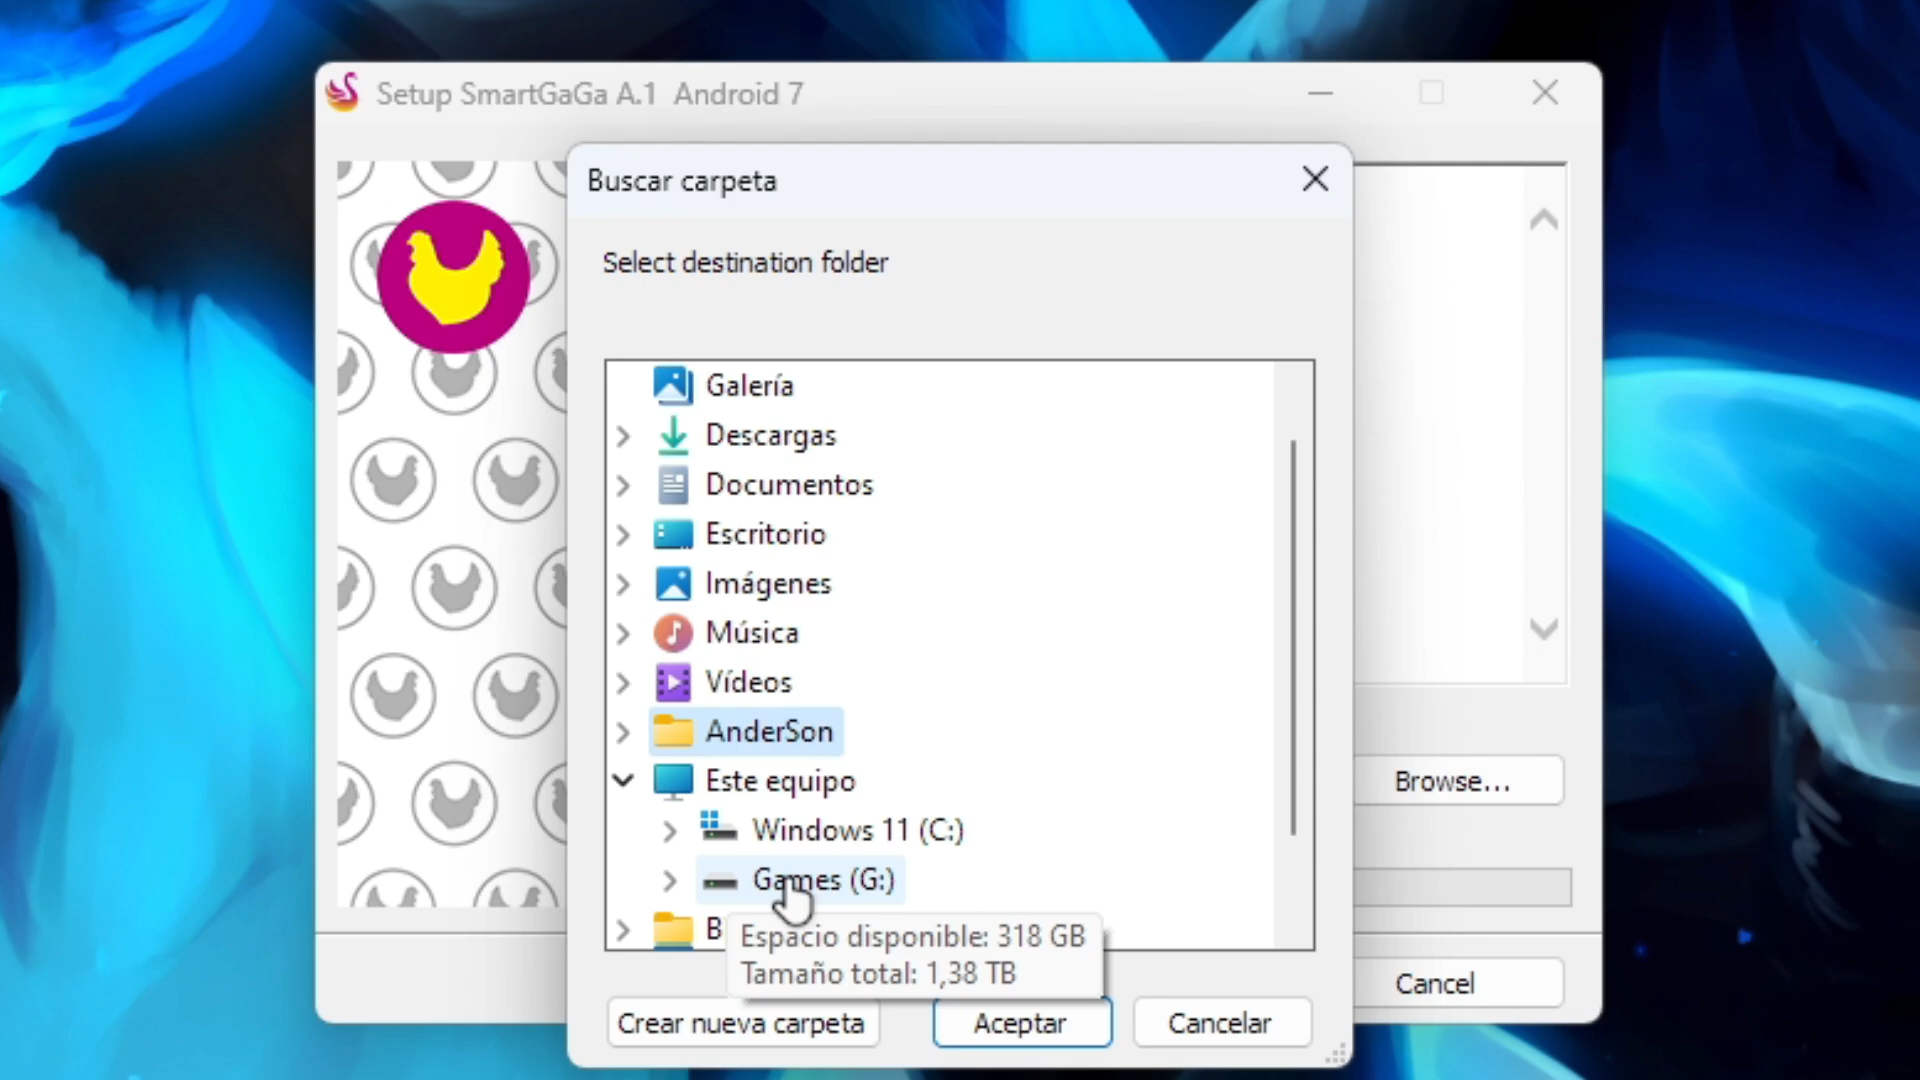 Setup SmartGaGa A.1 Android 7
Buscar carpeta
Select destination folder
Galería
Descargas
Documentos
Escritorio
Imágenes
Música
Vídeos
AnderSon
Este equipo
Windows 11 (C:)
Games (G:)
B
Espacio disponible: 318 GB
Tamaño total: 1,38 TB
Browse...
Cancel
Crear nueva carpeta
Aceptar
Cancelar